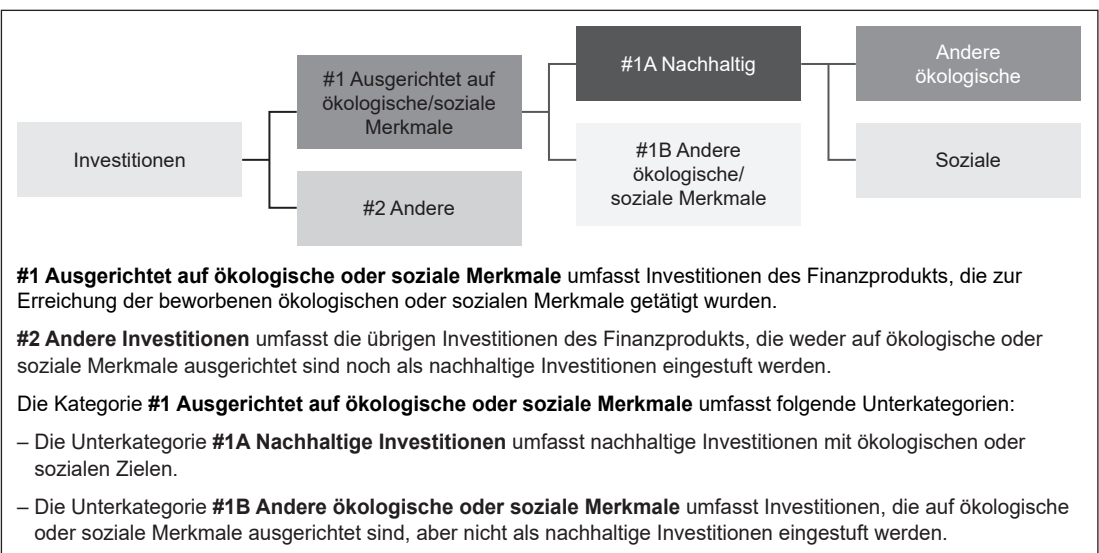 Investitionen
#1 Ausgerichtet auf
ökologische/soziale
Merkmale
#2 Andere
#1A Nachhaltig
#1B Andere
ökologische/
soziale Merkmale
Andere
ökologische
Soziale
#1 Ausgerichtet auf ökologische oder soziale Merkmale umfasst Investitionen des Finanzprodukts, die zur
Erreichung der beworbenen ökologischen oder sozialen Merkmale getätigt wurden.
#2 Andere Investitionen umfasst die übrigen Investitionen des Finanzprodukts, die weder auf ökologische oder
soziale Merkmale ausgerichtet sind noch als nachhaltige Investitionen eingestuft werden.
Die Kategorie #1 Ausgerichtet auf ökologische oder soziale Merkmale umfasst folgende Unterkategorien:
– Die Unterkategorie #1A Nachhaltige Investitionen umfasst nachhaltige Investitionen mit ökologischen oder
sozialen Zielen.
– Die Unterkategorie #1B Andere ökologische oder soziale Merkmale umfasst Investitionen, die auf ökologische
oder soziale Merkmale ausgerichtet sind, aber nicht als nachhaltige Investitionen eingestuft werden.